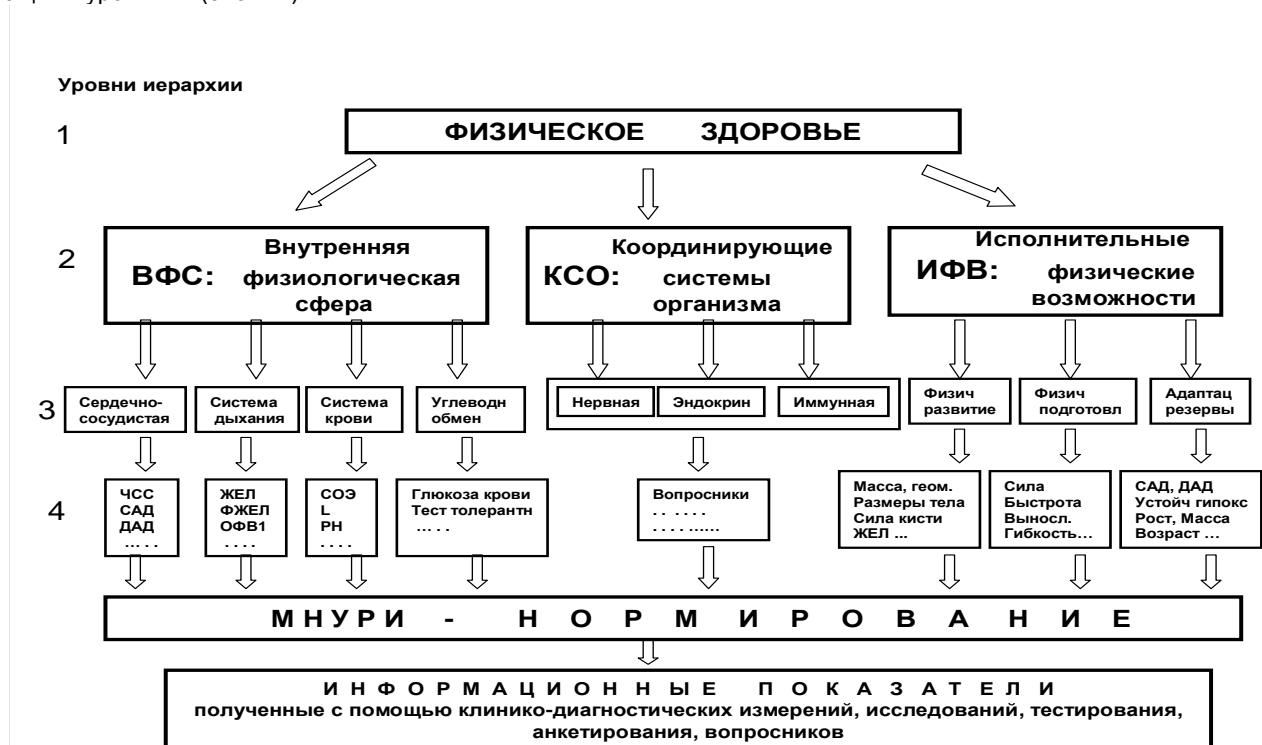 Уровни иерархии
1
ФИЗИЧЕСКОЕ ЗДОРОВЬЕ
2
ВФС: Внутренняя
физиологическая
сфера
КСО: Координирующие
системы
организма
ИФВ: Исполнительные
физические
возможности
3
Сердечно-
сосудистая
Система
дыхания
Система
крови
Углеводн
обмен
Нервная
Эндокрин
Иммунная
Физич
развитие
Физич
подготовл
Адаптац
резервы
4
ЧСС
САД
ДАД
... . .
ЖЕЛ
ФЖЕЛ
ОФВ1
. . . .
СОЭ
L
PH
. . . .
Глюкоза крови
Тест толерантн
... . .
Вопросники
. . . . . .
. . . . ......
Масса, геом.
Размеры тела
Сила кисти
ЖЕЛ ...
Сила
Быстрота
Выносл.
Гибкость...
САД, ДАД
Устойч гипокс
Рост, Масса
Возраст ...
МНУРИ - НОРМИРОВАНИЕ
ИНФОРМАЦИОННЫЕ ПОКАЗАТЕЛИ
полученные с помощью клинико-диагностических измерений, исследований, тестирования,
анкетирования, вопросников